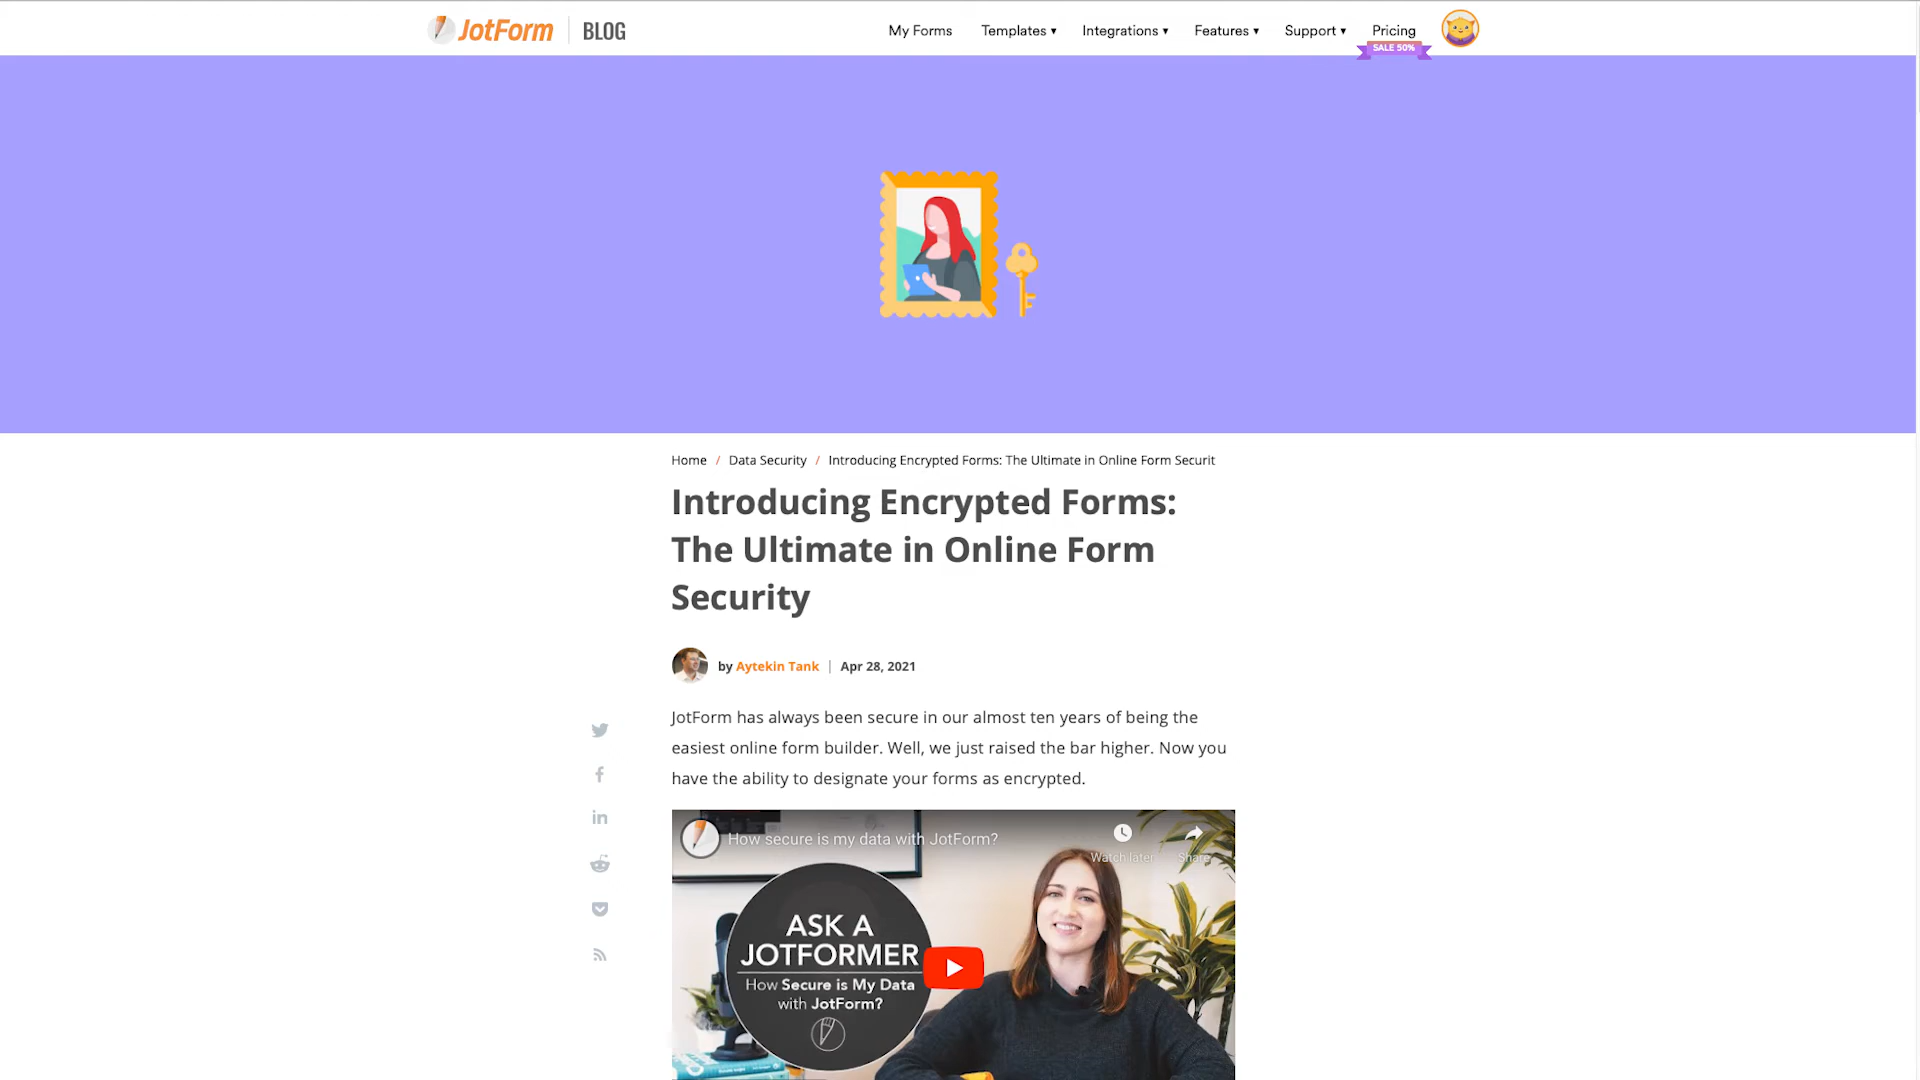 JotForm BLOG
My Forms Templates ▾ Integrations ▾ Features ▾ Support ▾ Pricing
SALE 50%
Home / Data Security / Introducing Encrypted Forms: The Ultimate in Online Form Securit
Introducing Encrypted Forms:
The Ultimate in Online Form
Security
by Aytekin Tank | Apr 28, 2021
JotForm has always been secure in our almost ten years of being the
easiest online form builder. Well, we just raised the bar higher. Now you
have the ability to designate your forms as encrypted.
How secure is my data with JotForm?
Watch later Share
ASK A
JOTFORMER
How Secure is My Data
with JotForm?